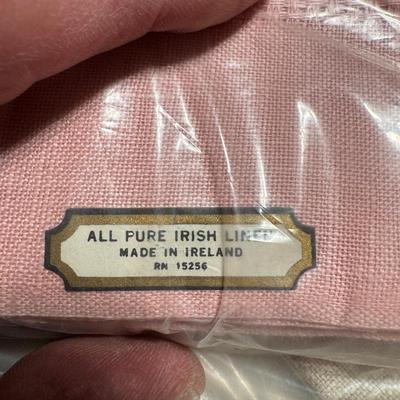 ALL PURE IRISH LINEN
MADE IN IRELAND
RN 15256